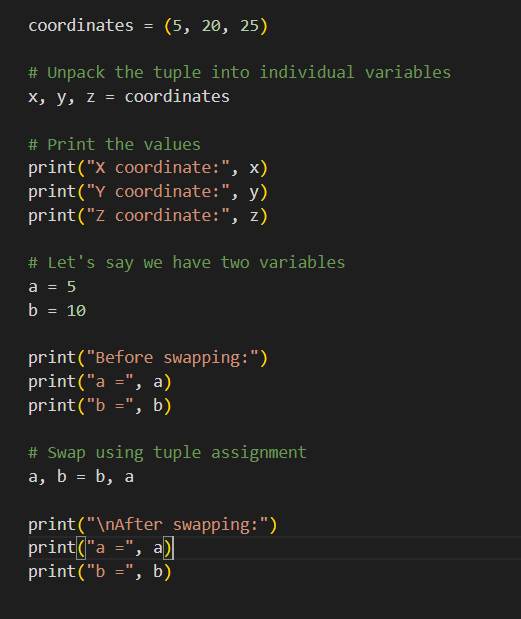 coordinates = (5, 20, 25)
# Unpack the tuple into individual variables
x, y, z = coordinates
# Print the values
print("X coordinate:", x)
print("Y coordinate:", y)
print("Z coordinate:", z)
# Let's say we have two variables
a = 5
b = 10
print("Before swapping:")
print("a =", a)
print("b =", b)
# Swap using tuple assignment
a, b = b, a
print("\nAfter swapping:")
print("a =", a)
print("b =", b)